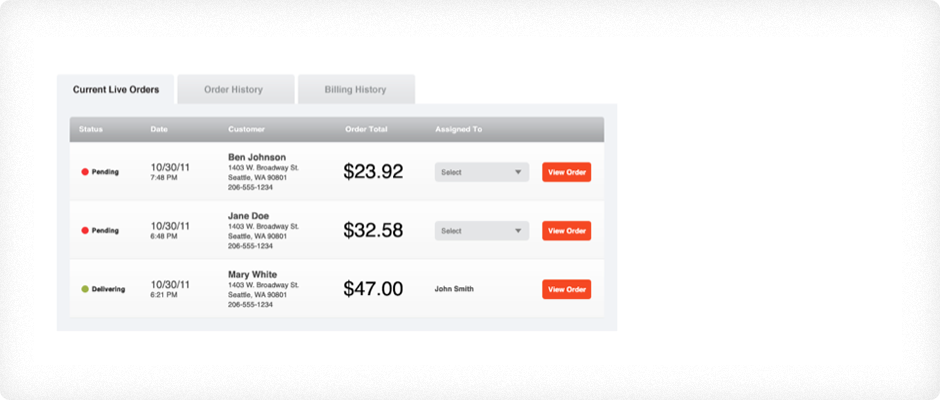 Current Live Orders Order History Billing History
Status Date Customer Order Total Assigned To
Pending 10/30/11 7:48 PM Ben Johnson $23.92 Select View Order
1403 W. Broadway St.
Seattle, WA 90801
206-555-1234
Pending 10/30/11 6:48 PM Jane Doe $32.58 Select View Order
1403 W. Broadway St.
Seattle, WA 90801
206-555-1234
Delivering 10/30/11 6:21 PM Mary White $47.00 John Smith View Order
1403 W. Broadway St.
Seattle, WA 90801
206-555-1234